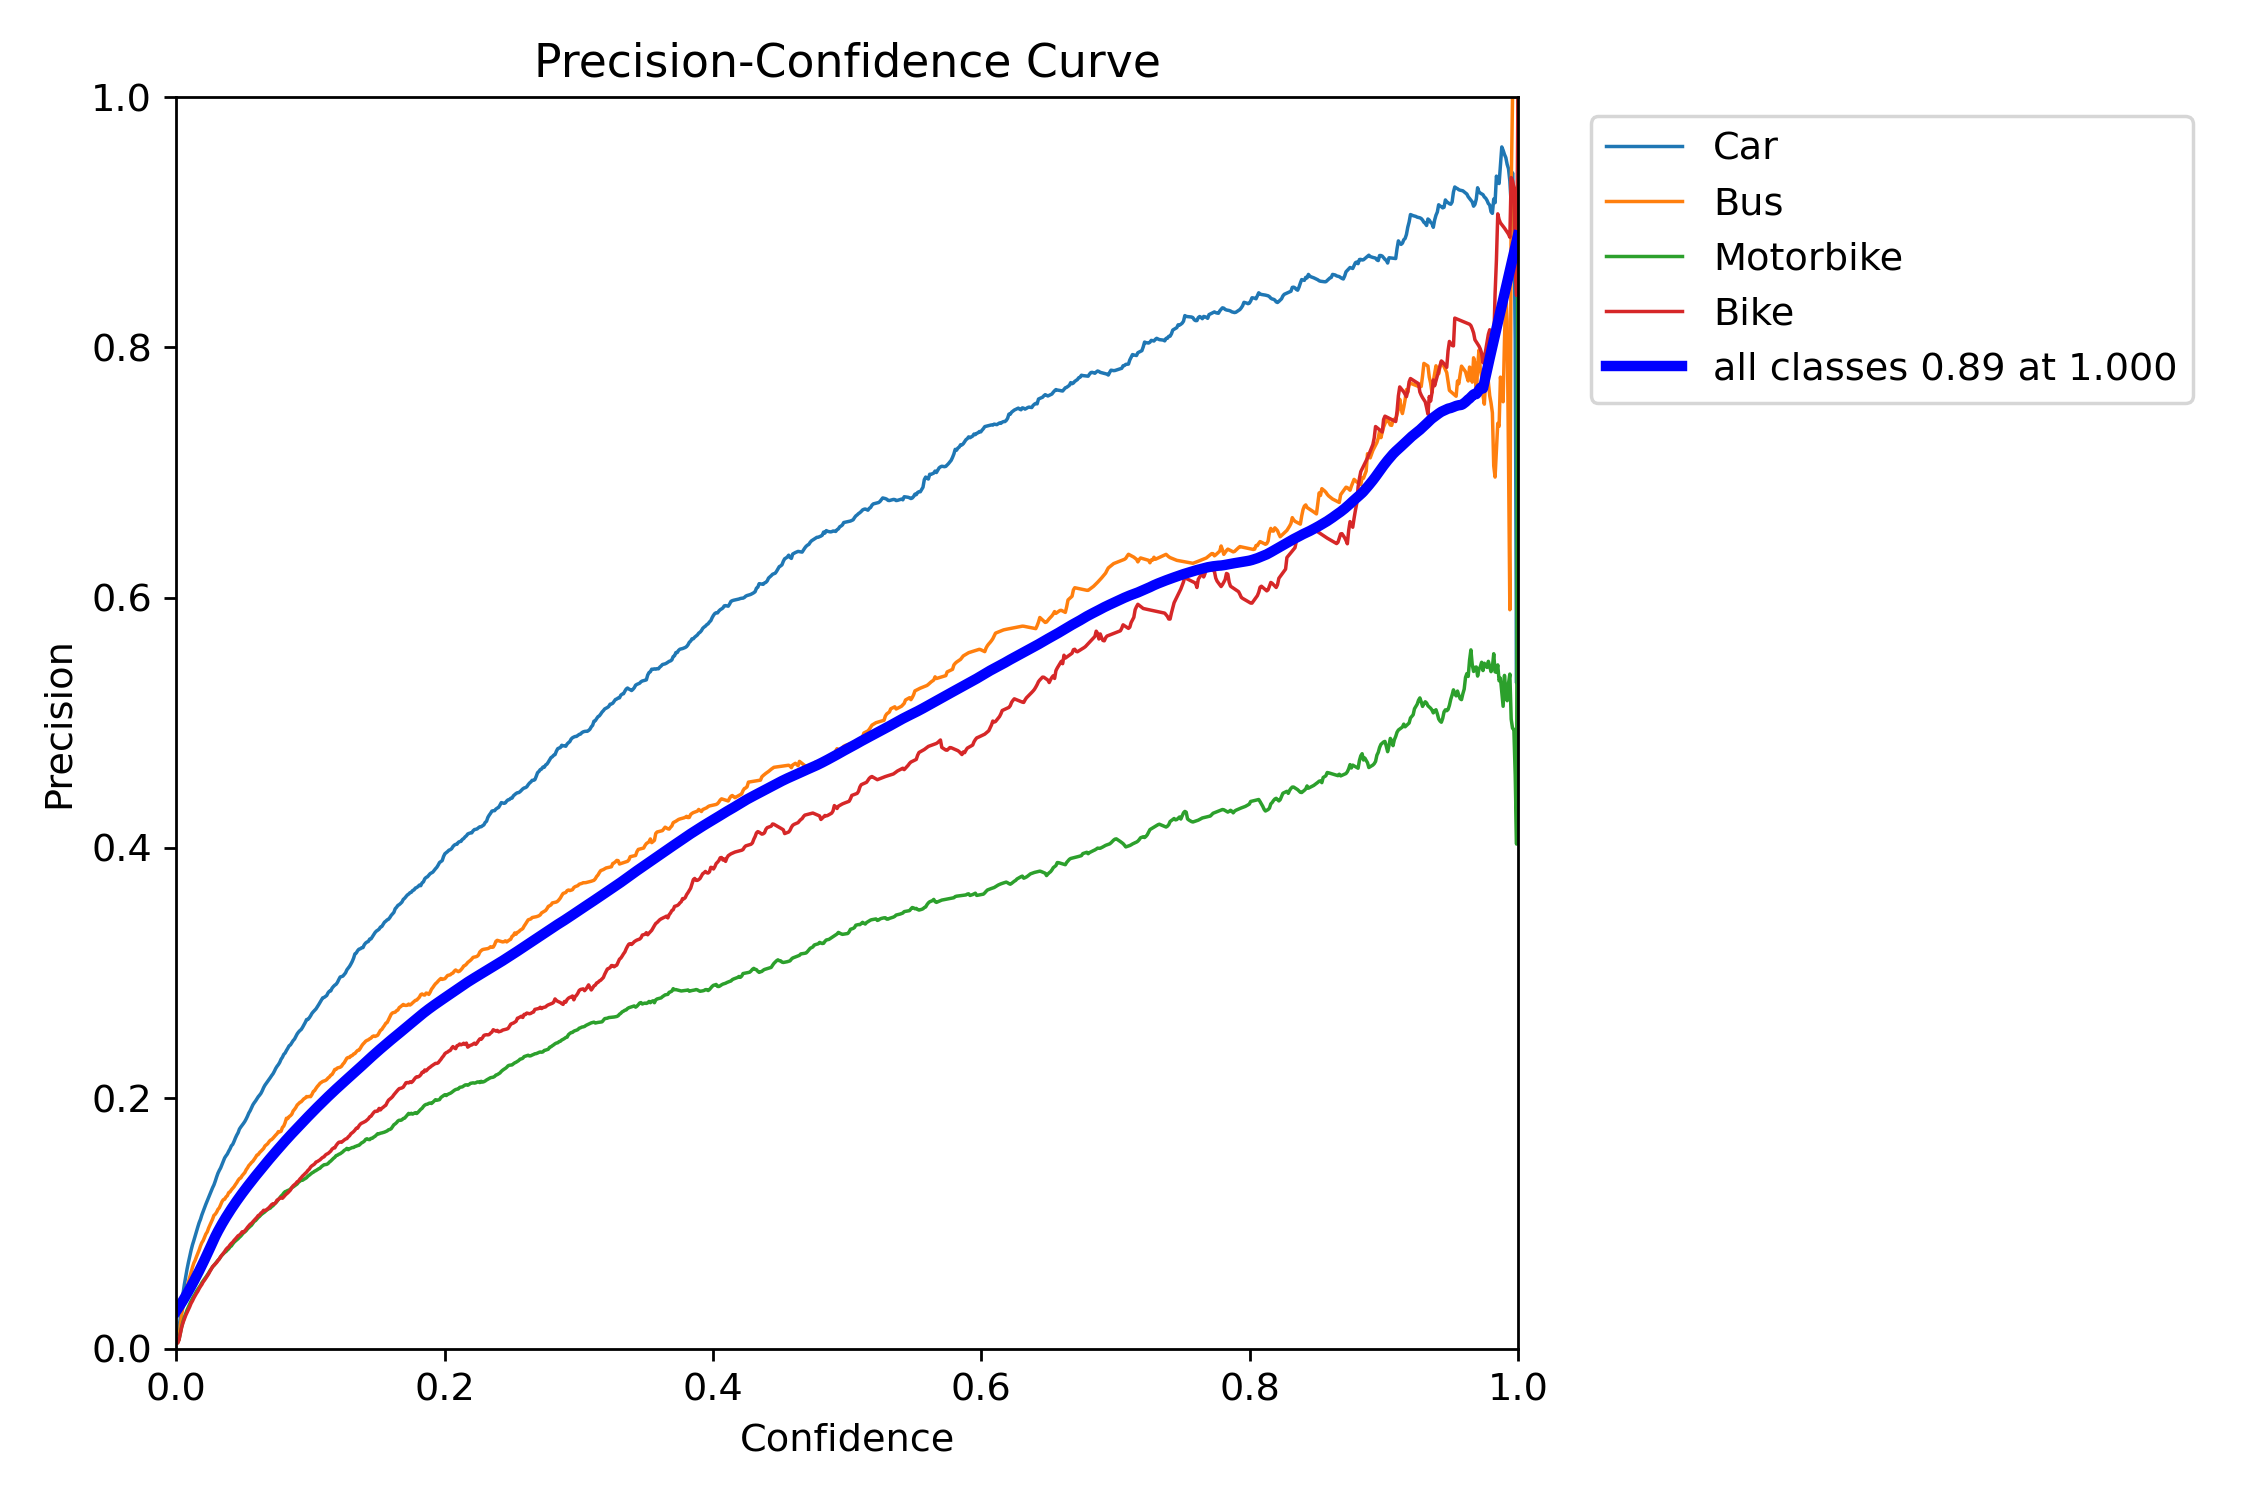 Precision-Confidence Curve
1.0
0.8
0.6
0.4
0.2
0.0
Precision
0.0 0.2 0.4 0.6 0.8 1.0
Confidence
Car
Bus
Motorbike
Bike
all classes 0.89 at 1.000